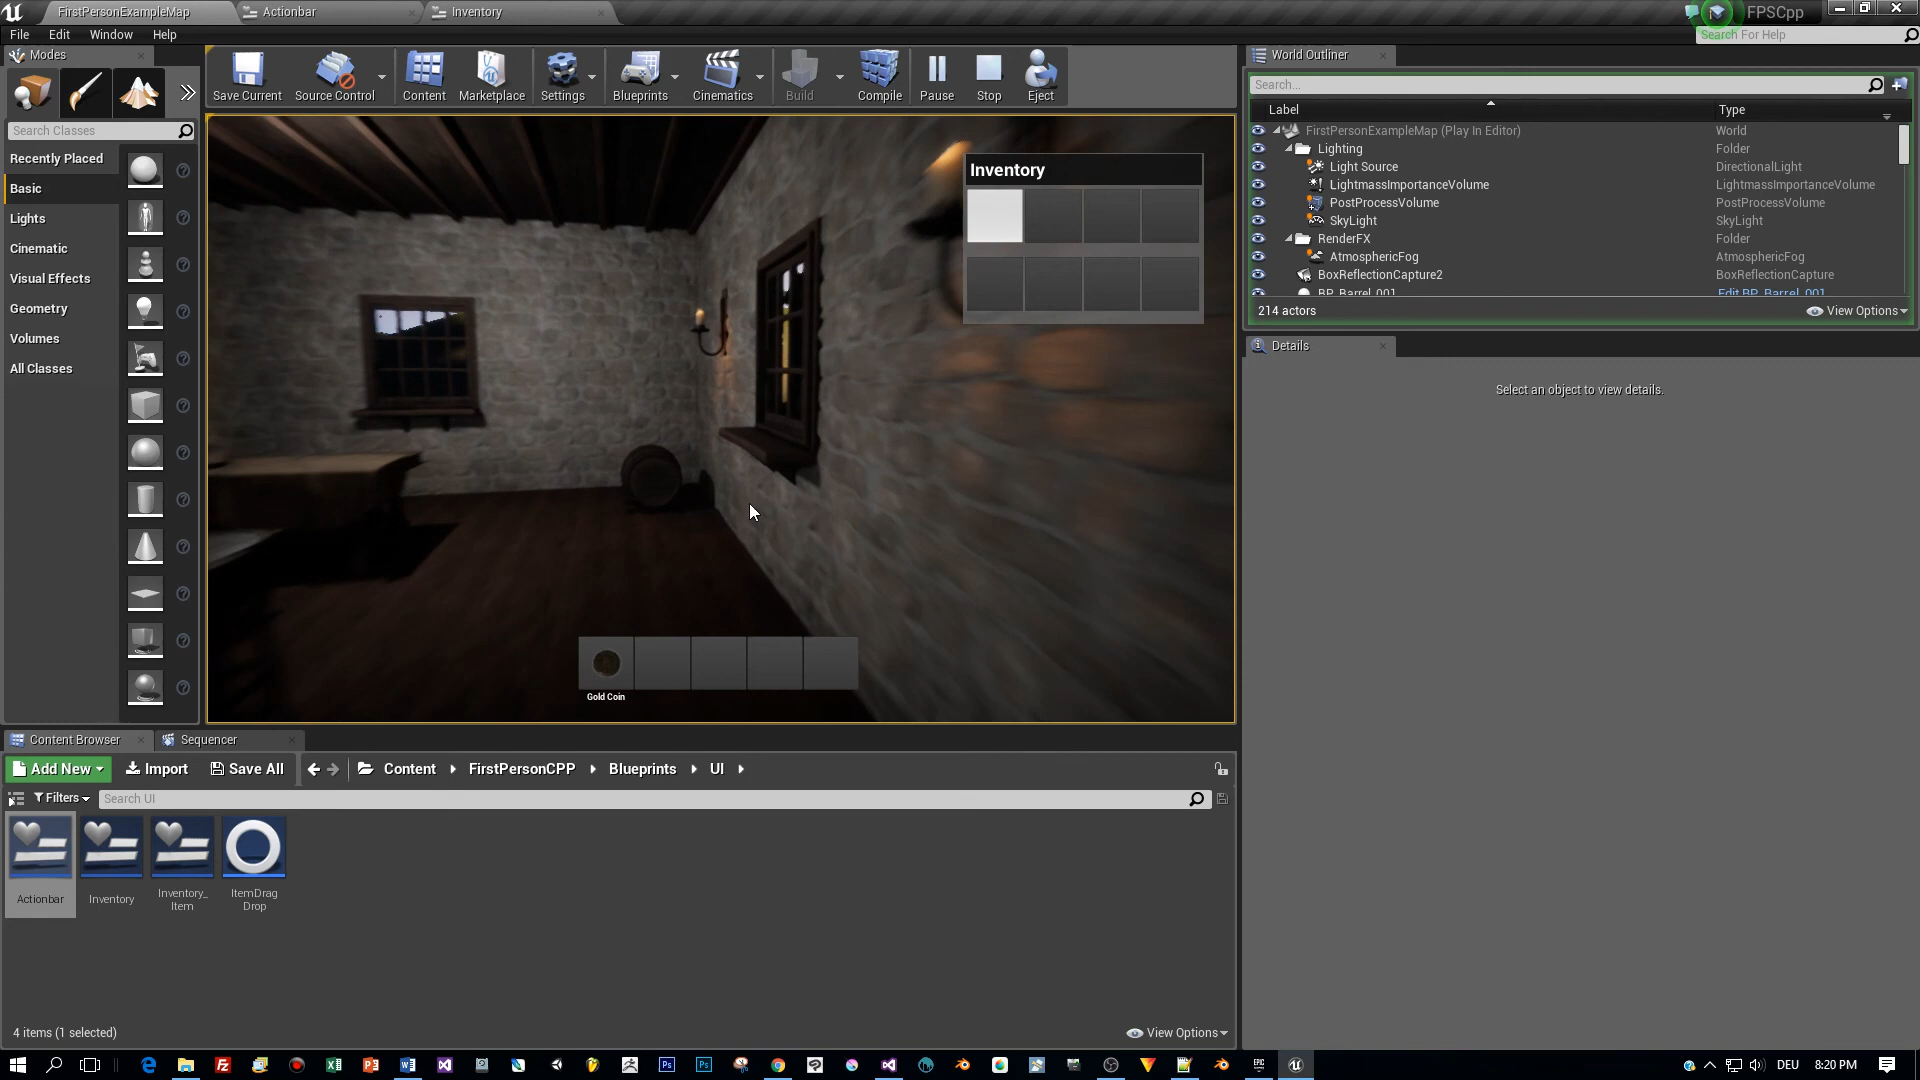 FirstPersonExampleMap
Actionbar
Inventory
FPSCpp
File
Edit
Window
Help
Search For Help
Modes
Search Classes
Recently Placed
Basic
Lights
Cinematic
Visual Effects
Geometry
Volumes
All Classes
Save Current
Source Control
Content
Marketplace
Settings
Blueprints
Cinematics
Build
Compile
Pause
Stop
Eject
Inventory
Gold Coin
World Outliner
Search...
Label
Type
FirstPersonExampleMap (Play In Editor)
World
Lighting
Folder
Light Source
DirectionalLight
LightmassImportanceVolume
LightmassImportanceVolume
PostProcessVolume
PostProcessVolume
SkyLight
SkyLight
RenderFX
Folder
AtmosphericFog
AtmosphericFog
BoxReflectionCapture2
BoxReflectionCapture
BP_Barrel_001
Edit BP_Barrel_001
214 actors
View Options
Details
Select an object to view details.
Content Browser
Sequencer
Add New
Import
Save All
Content
FirstPersonCPP
Blueprints
UI
Filters
Search UI
Actionbar
Inventory
Inventory_
Item
ItemDrag
Drop
4 items (1 selected)
View Options
DEU
8:20 PM